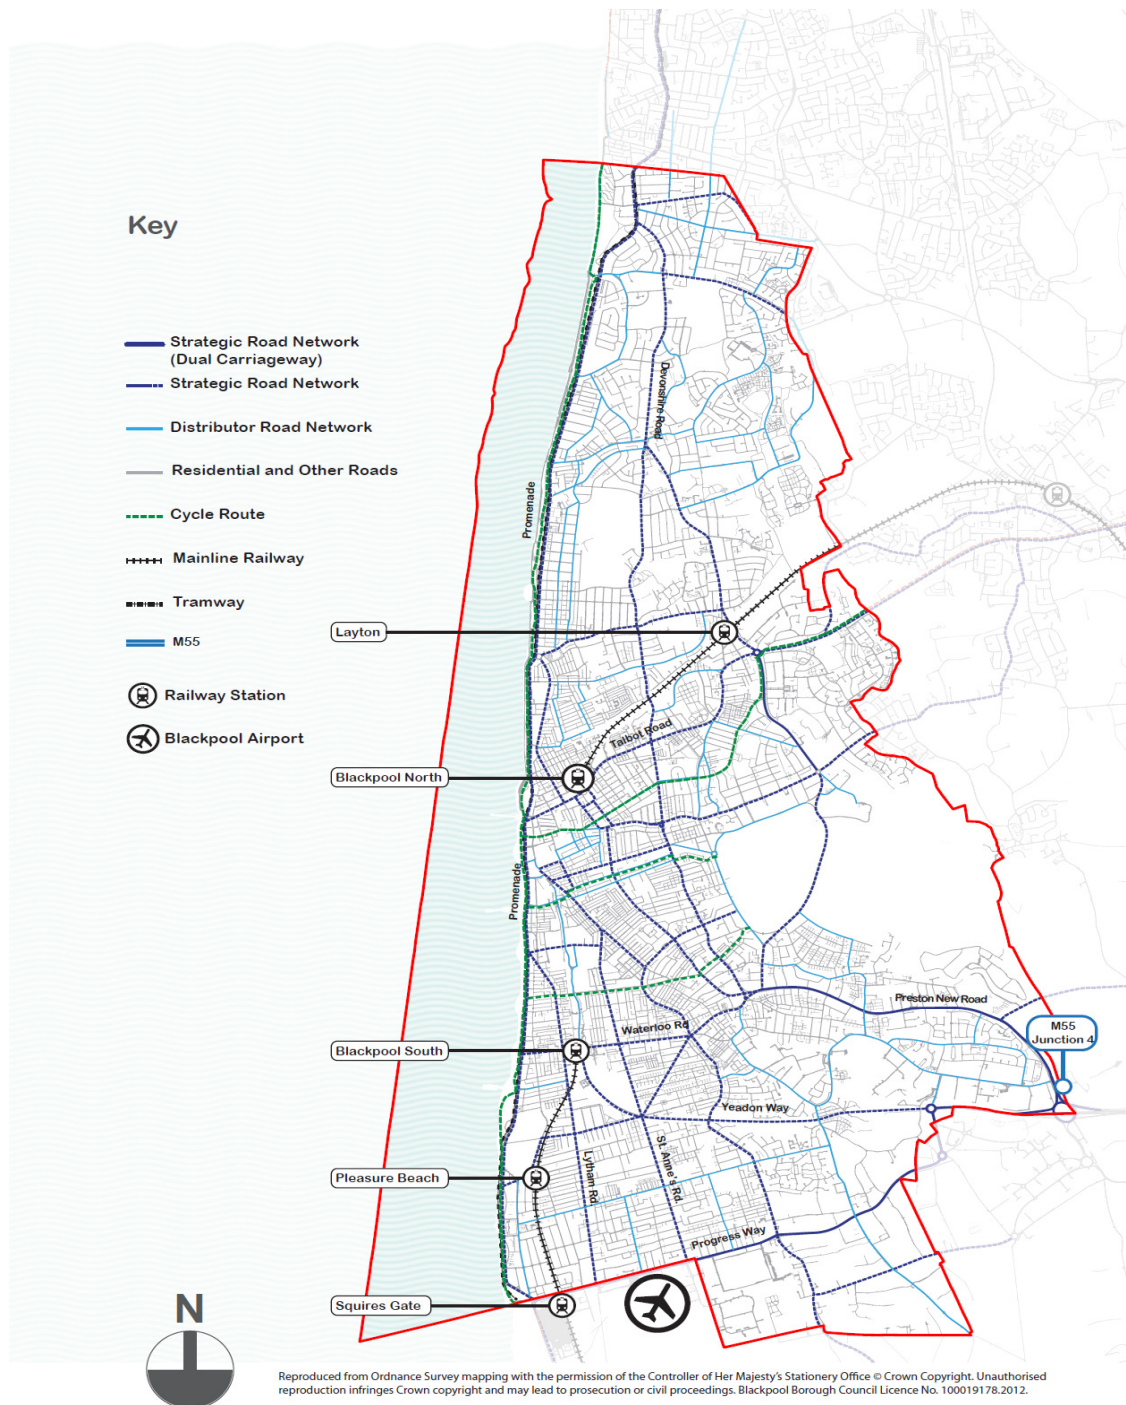 Key
Strategic Road Network
(Dual Carriageway)
Strategic Road Network
Distributor Road Network
Residential and Other Roads
Cycle Route
Mainline Railway
Tramway
M55
Railway Station
Blackpool Airport
Devonshire Road
Promenade
Layton
Talbot Road
Blackpool North
Promenade
Preston New Road
M55
Junction 4
Waterloo Rd
Blackpool South
Yeadon Way
St. Anne's Rd.
Lytham Rd.
Pleasure Beach
Progress Way
Squires Gate
N
Reproduced from Ordnance Survey mapping with the permission of the Controller of Her Majesty's Stationery Office © Crown Copyright. Unauthorised
reproduction infringes Crown copyright and may lead to prosecution or civil proceedings. Blackpool Borough Council Licence No. 100019178.2012.